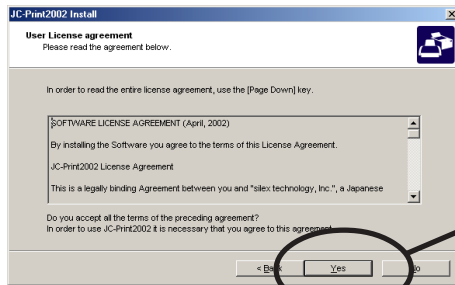 JC-Print2002 Install
User License agreement
Please read the agreement below.
In order to read the entire license agreement, use the [Page Down] key.
SOFTWARE LICENSE AGREEMENT (April, 2002)
By installing the Software you agree to the terms of this License Agreement.
JC-Print2002 License Agreement
This is a legally binding Agreement between you and "silex technology, Inc.", a Japanese
Do you accept all the terms of the preceding agreement?
In order to use JC-Print2002 it is necessary that you agree to this agreement.
< Back Yes No